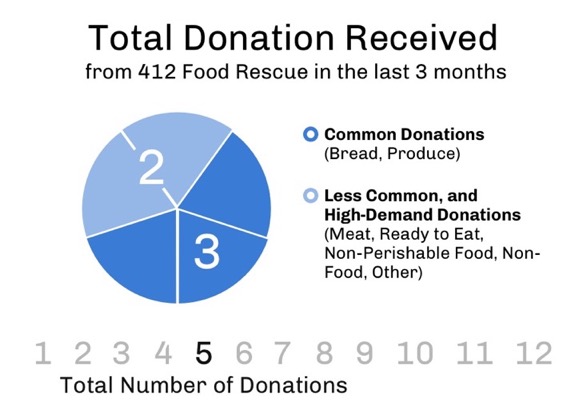 Total Donation Received
from 412 Food Rescue in the last 3 months
2
3
Common Donations
(Bread, Produce)
Less Common, and
High-Demand Donations
(Meat, Ready to Eat,
Non-Perishable Food, Non-
Food, Other)
1 2 3 4 5 6 7 8 9 10 11 12
Total Number of Donations